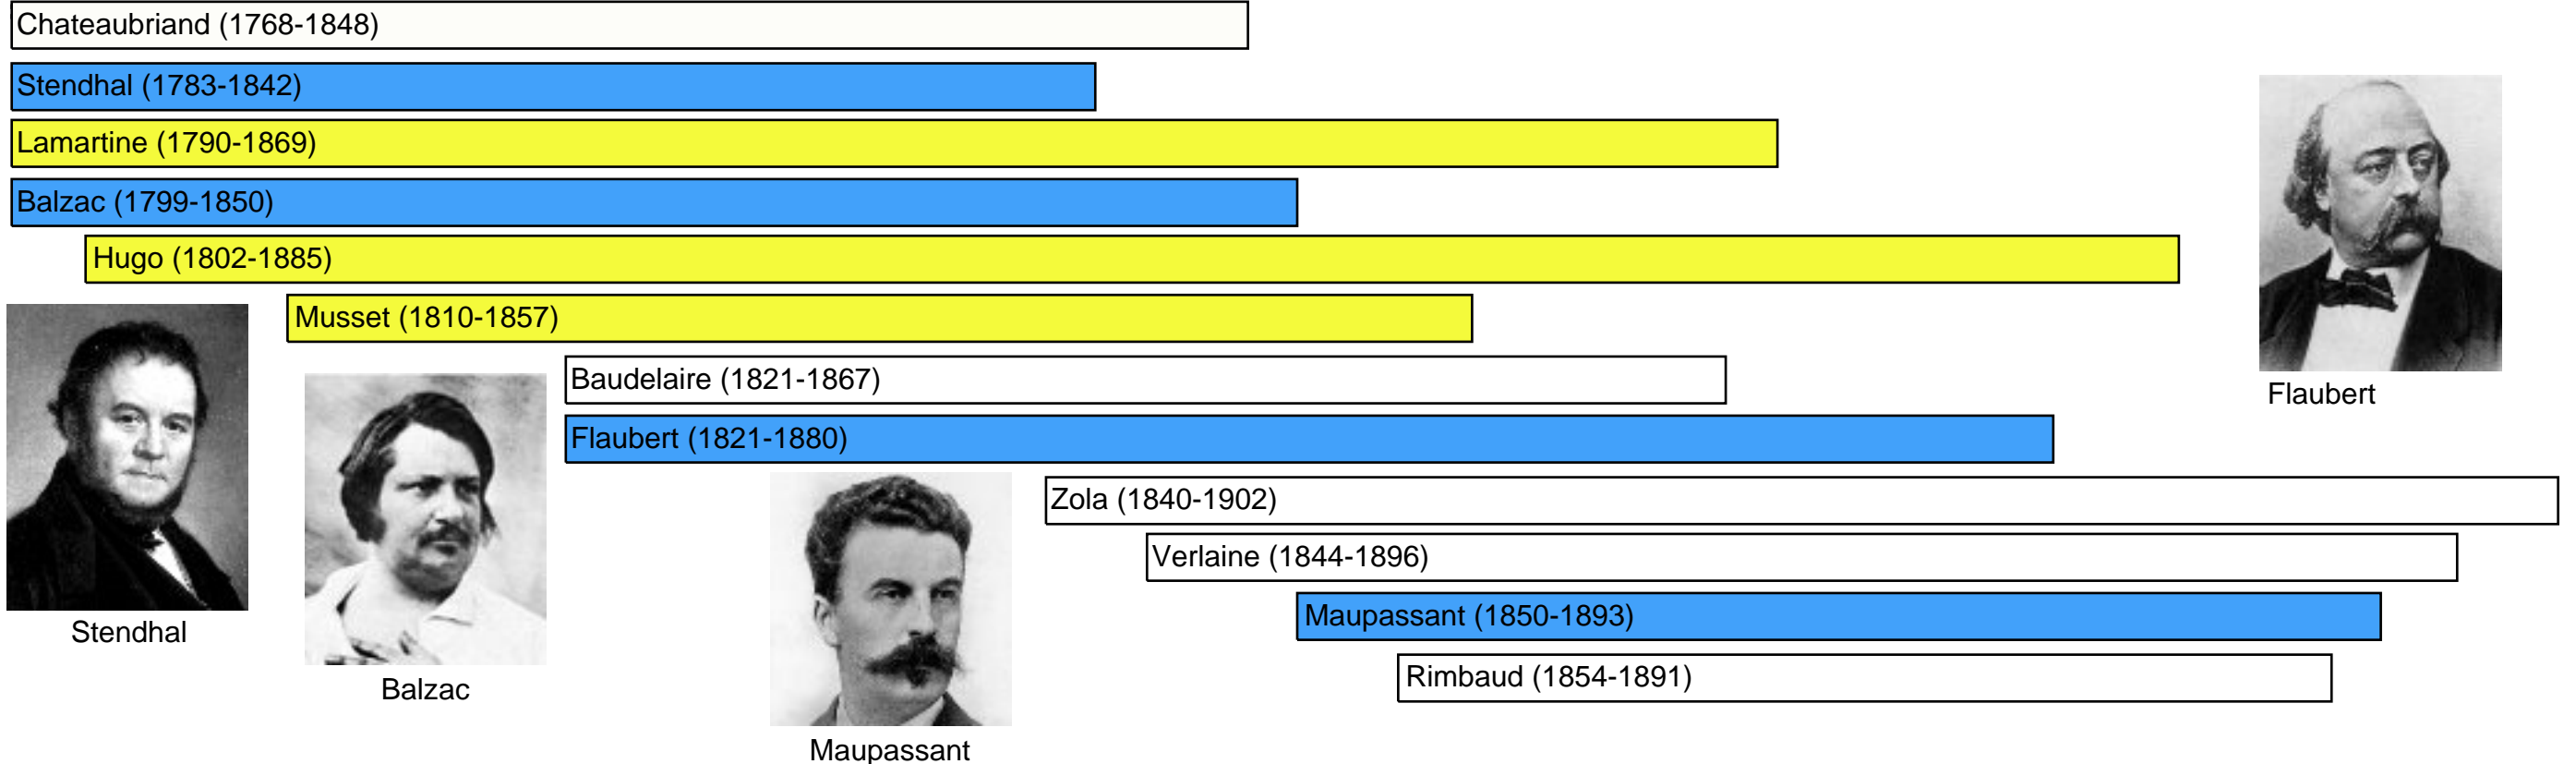 Chateaubriand (1768-1848)
Stendhal (1783-1842)
Lamartine (1790-1869)
Balzac (1799-1850)
Hugo (1802-1885)
Musset (1810-1857)
Baudelaire (1821-1867)
Flaubert
Flaubert (1821-1880)
Zola (1840-1902)
Verlaine (1844-1896)
Maupassant (1850-1893)
Stendhal
Rimbaud (1854-1891)
Balzac
Maupassant